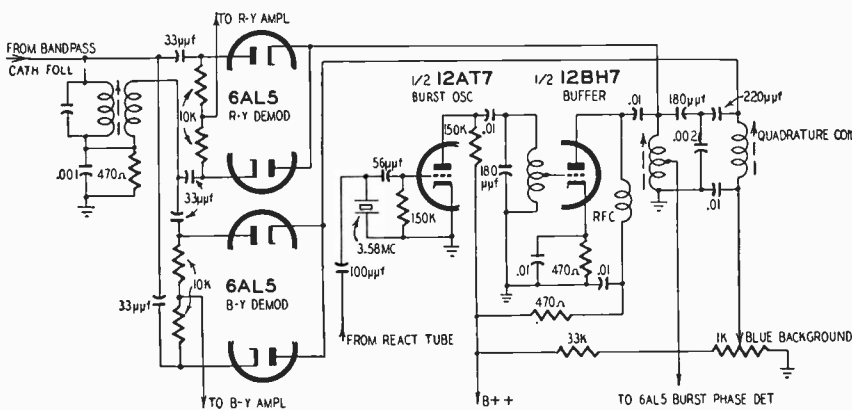 TO R-Y AMPL
FROM BANDPASS
CATH FOLL
33µµf
6AL5
R-Y DEMOD
10K
.001
470Ω
33µµf
6AL5
B-Y DEMOD
10K
33µµf
TO B-Y AMPL
1/2 12AT7
BURST OSC
150K
.01
56µµf
150K
3.58MC
100µµf
FROM REACT TUBE
180
µµf
1/2 12BH7
BUFFER
.01
RFC
.01
470Ω
.01
470Ω
33K
B++
180µµf
220µµf
.002
QUADRATURE CON
.01
1K
BLUE BACKGROUND
TO 6AL5 BURST PHASE DET